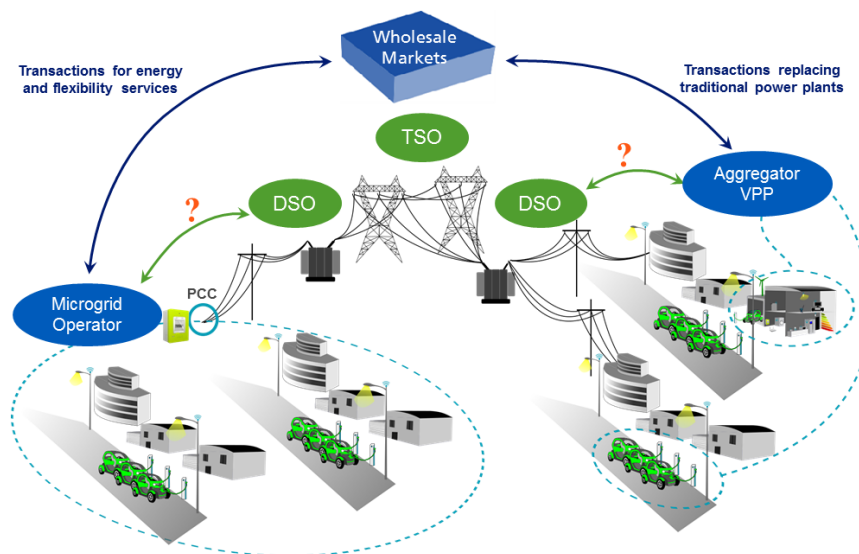 Wholesale
Markets
Transactions for energy
and flexibility services
Transactions replacing
traditional power plants
TSO
?
?
DSO
DSO
Aggregator
VPP
PCC
Microgrid
Operator